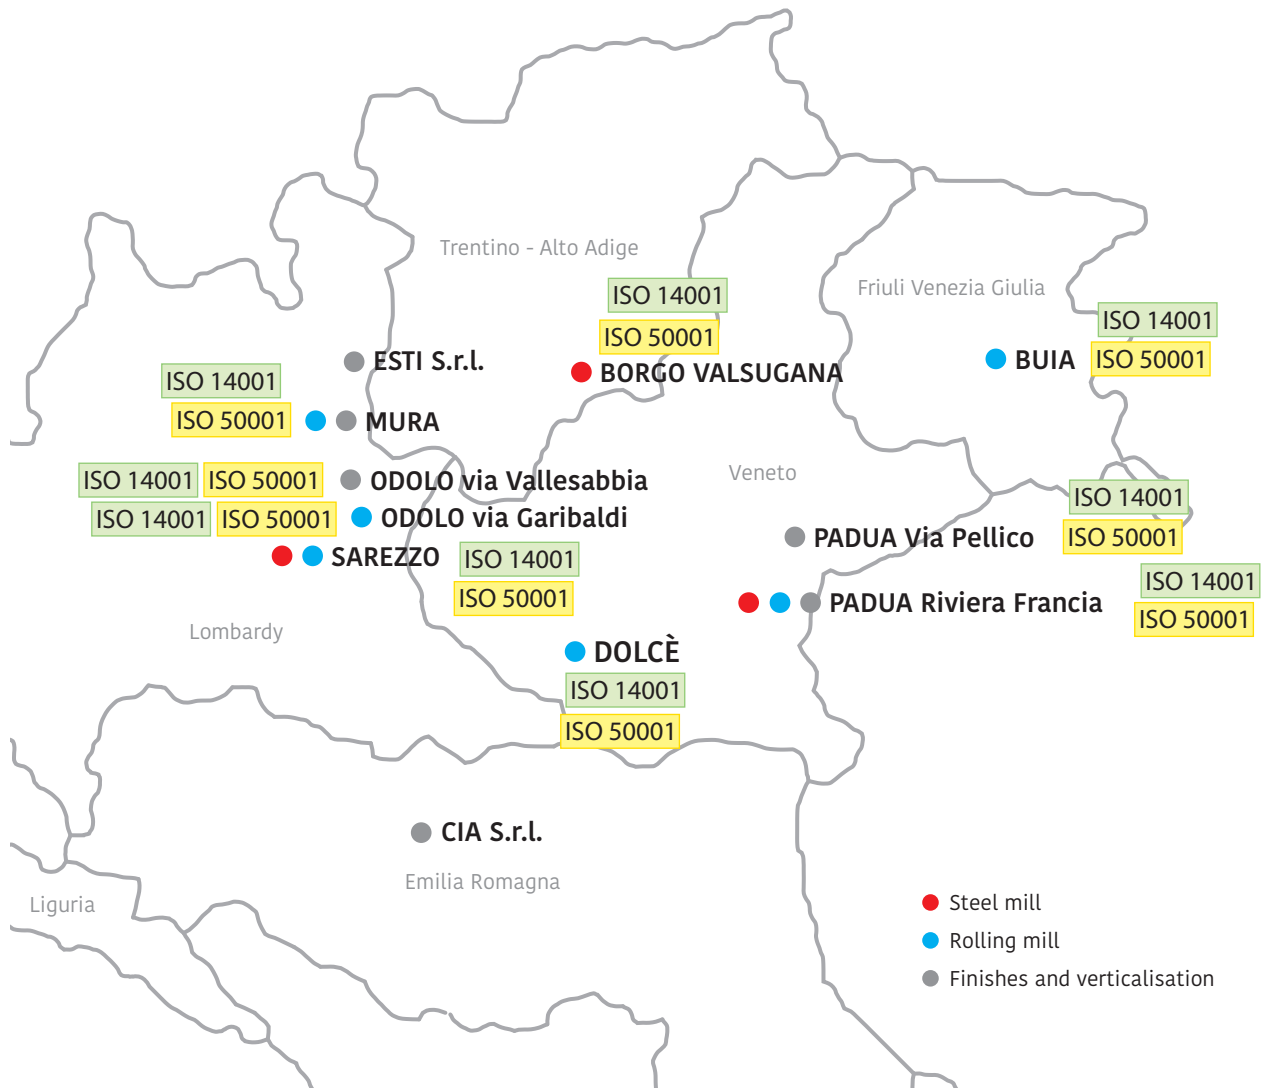 Trentino - Alto Adige
Friuli Venezia Giulia
ISO 14001
ISO 50001
BORGO VALSUGANA
ISO 14001
BUIA ISO 50001
ESTI S.r.l.
ISO 14001
ISO 50001 MURA
ISO 14001 ISO 50001 ODOLO via Vallesabbia
ISO 14001 ISO 50001 ODOLO via Garibaldi
SAREZZO ISO 14001
ISO 50001
Veneto
ISO 14001
PADUA Via Pellico ISO 50001
ISO 14001
PADUA Riviera Francia ISO 50001
Lombardy
DOLCÈ
ISO 14001
ISO 50001
CIA S.r.l.
Emilia Romagna
Liguria
Steel mill
Rolling mill
Finishes and verticalisation